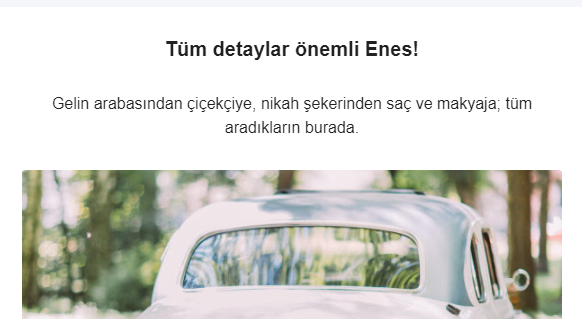 Tüm detaylar önemli Enes!
Gelin arabasından çiçekçiye, nikah şekerinden saç ve makyaja; tüm
aradıkların burada.